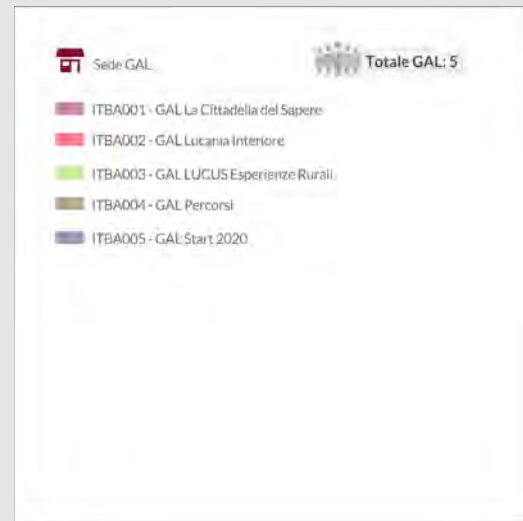 Sede GAL
Totale GAL: 5
ITBA001 - GAL La Cittadella del Sapere
ITBA002 - GAL Lucania Interiore
ITBA003 - GAL LUCUS Esperienze Rurali
ITBA004 - GAL Percorsi
ITBA005 - GAL Start 2020